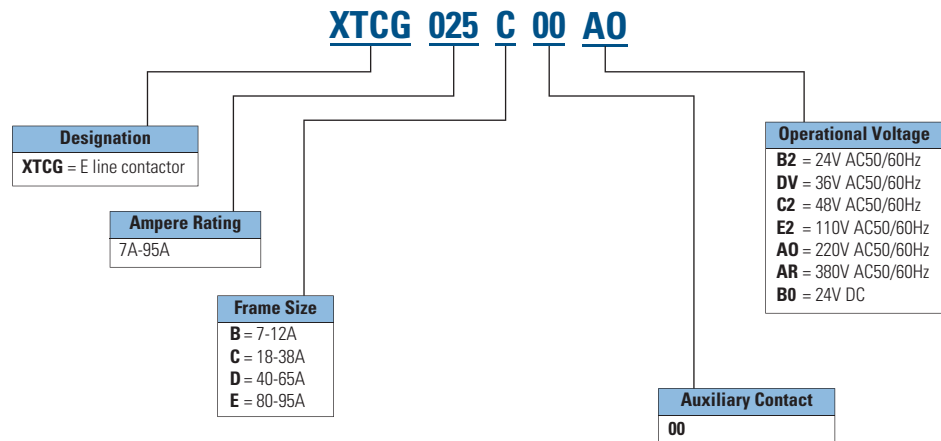 XTCG 025 C 00 AO
Designation
XTCG = E line contactor
Ampere Rating
7A-95A
Frame Size
B = 7-12A
C = 18-38A
D = 40-65A
E = 80-95A
Operational Voltage
B2 = 24V AC50/60Hz
DV = 36V AC50/60Hz
C2 = 48V AC50/60Hz
E2 = 110V AC50/60Hz
AO = 220V AC50/60Hz
AR = 380V AC50/60Hz
B0 = 24V DC
Auxiliary Contact
00